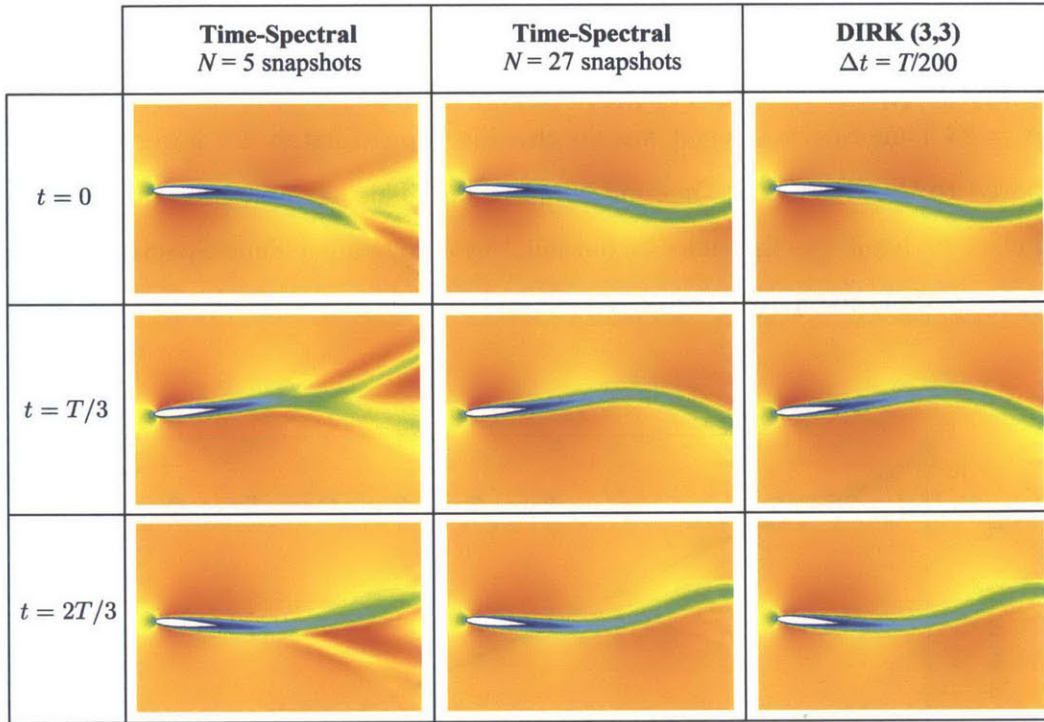 Time-Spectral
N = 5 snapshots
Time-Spectral
N = 27 snapshots
DIRK (3,3)
Δt = T/200
t = 0
t = T/3
t = 2T/3